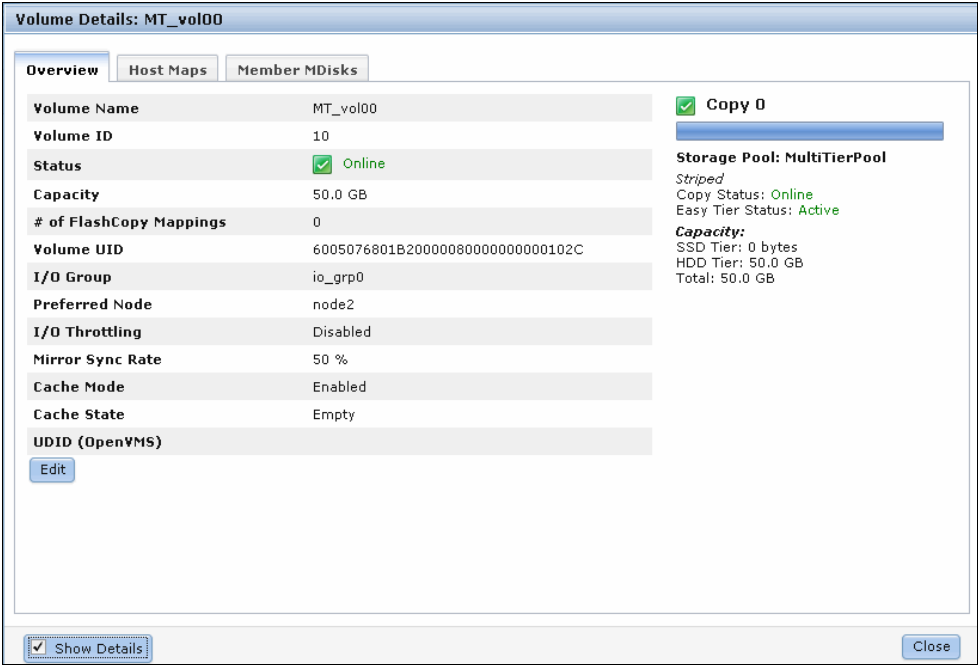 Volume Details: MT_vol00
Overview
Host Maps
Member MDisks
Volume Name MT_vol00
Volume ID 10
Status Online
Capacity 50.0 GB
# of FlashCopy Mappings 0
Volume UID 6005076801B20000080000000000102C
I/O Group io_grp0
Preferred Node node2
I/O Throttling Disabled
Mirror Sync Rate 50 %
Cache Mode Enabled
Cache State Empty
UDID (OpenVMS)
Edit
Copy 0
Storage Pool: MultiTierPool
Striped
Copy Status: Online
Easy Tier Status: Active
Capacity:
SSD Tier: 0 bytes
HDD Tier: 50.0 GB
Total: 50.0 GB
Show Details
Close